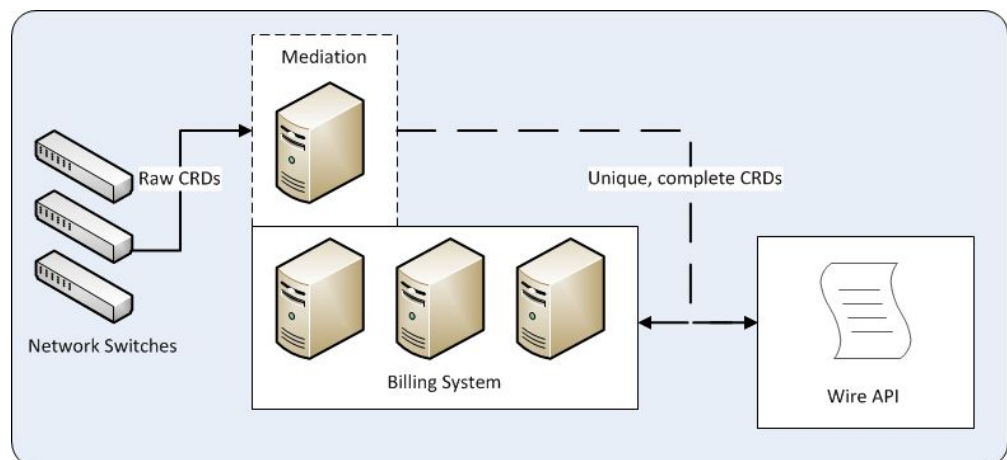 Mediation
Raw CRDs
Unique, complete CRDs
Network Switches
Billing System
Wire API